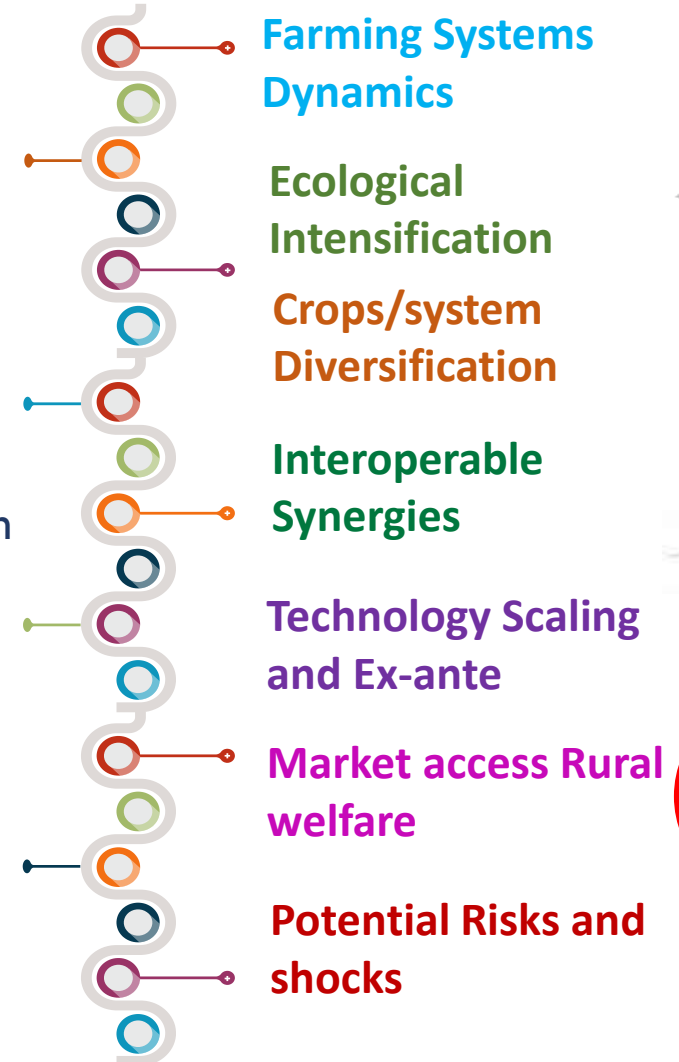 Farming Systems
Dynamics
Ecological
Intensification
Crops/system
Diversification
Interoperable
Synergies
n
Technology Scaling
and Ex-ante
Market access Rural
welfare
Potential Risks and
shocks